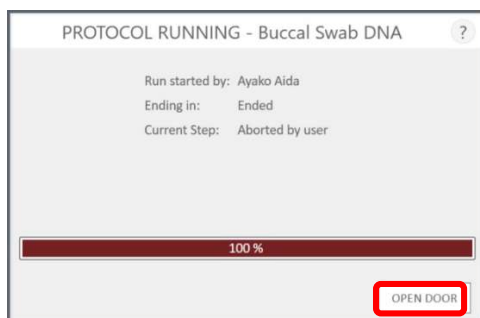 PROTOCOL RUNNING - Buccal Swab DNA ?
Run started by: Ayako Aida
Ending in: Ended
Current Step: Aborted by user
100 %
OPEN DOOR